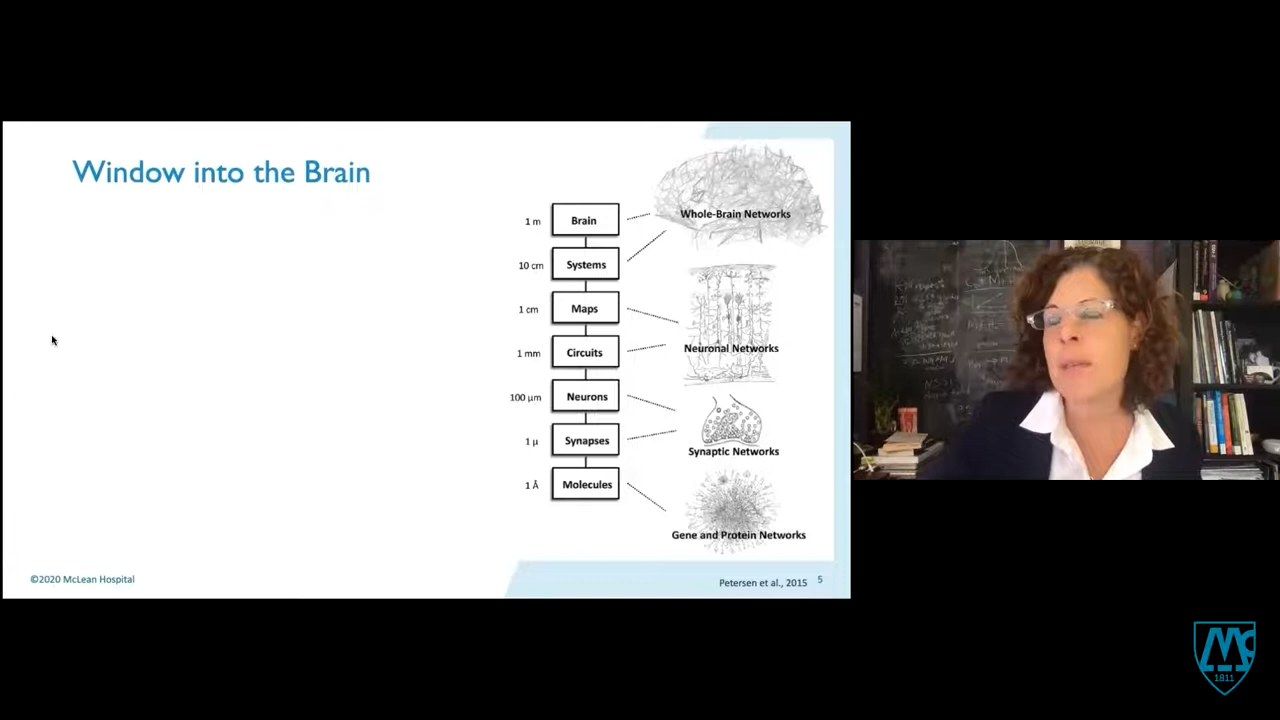 Window into the Brain
1 m
Brain
Whole-Brain Networks
10 cm
Systems
1 cm
Maps
1 mm
Circuits
Neuronal Networks
100 μm
Neurons
1 μ
Synapses
Synaptic Networks
1 Å
Molecules
Gene and Protein Networks
©2020 McLean Hospital
Petersen et al., 2015
5
Mc
1811